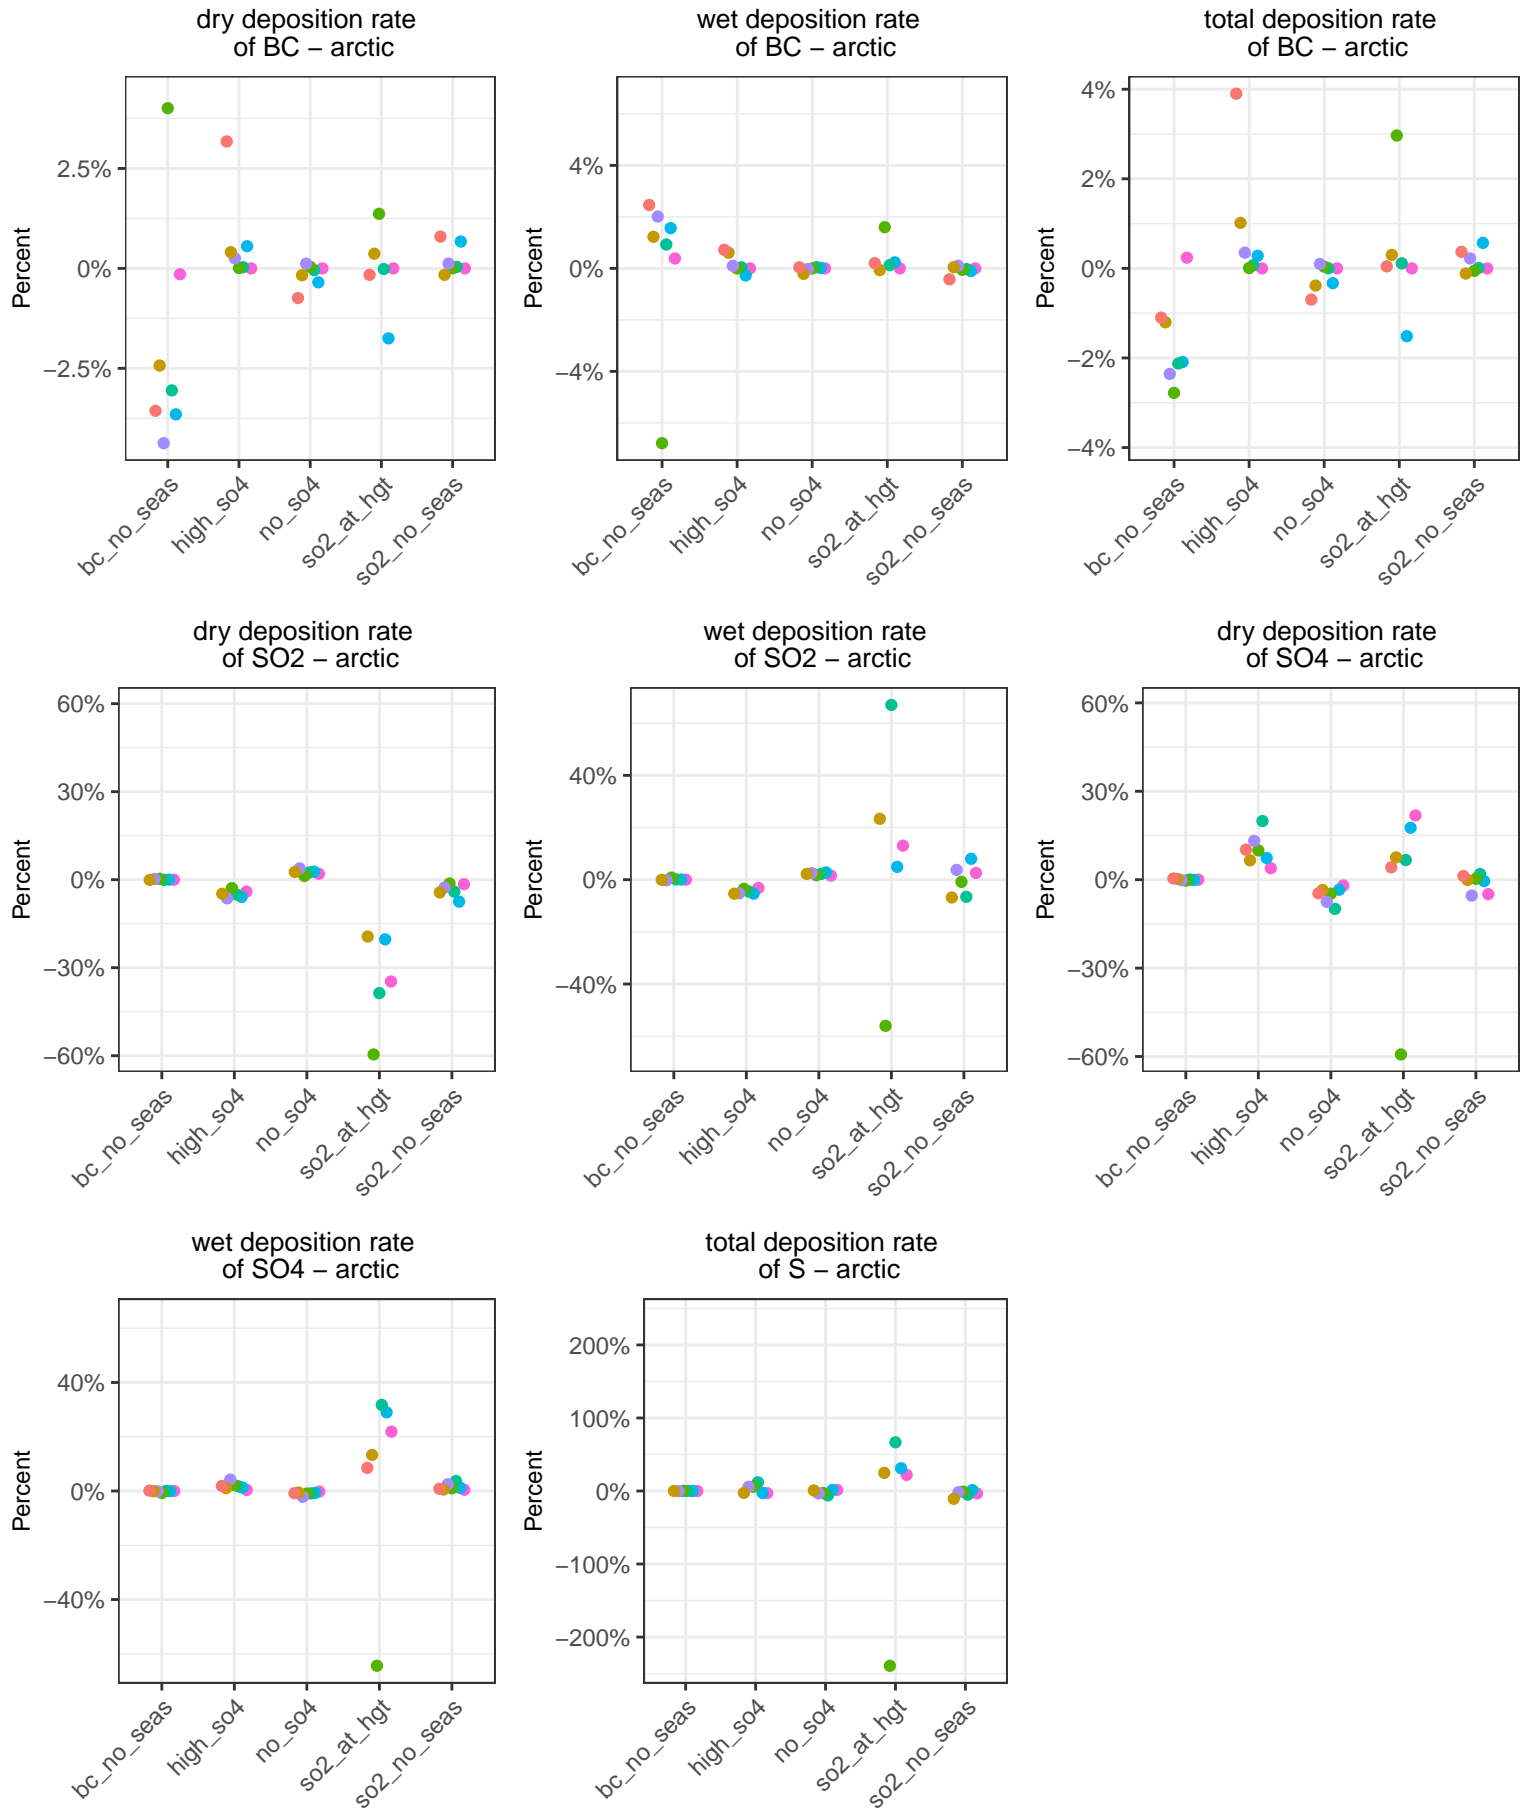 dry deposition rate
of BC − arctic
Percent
2.5%
0%
−2.5%
bc_no_seas
high_so4
no_so4
so2_at_hgt
so2_no_seas
wet deposition rate
of BC − arctic
Percent
4%
0%
−4%
bc_no_seas
high_so4
no_so4
so2_at_hgt
so2_no_seas
total deposition rate
of BC − arctic
Percent
4%
2%
0%
−2%
−4%
bc_no_seas
high_so4
no_so4
so2_at_hgt
so2_no_seas
dry deposition rate
of SO2 − arctic
Percent
60%
30%
0%
−30%
−60%
bc_no_seas
high_so4
no_so4
so2_at_hgt
so2_no_seas
wet deposition rate
of SO2 − arctic
Percent
40%
0%
−40%
bc_no_seas
high_so4
no_so4
so2_at_hgt
so2_no_seas
dry deposition rate
of SO4 − arctic
Percent
60%
30%
0%
−30%
−60%
bc_no_seas
high_so4
no_so4
so2_at_hgt
so2_no_seas
wet deposition rate
of SO4 − arctic
Percent
40%
0%
−40%
bc_no_seas
high_so4
no_so4
so2_at_hgt
so2_no_seas
total deposition rate
of S − arctic
Percent
200%
100%
0%
−100%
−200%
bc_no_seas
high_so4
no_so4
so2_at_hgt
so2_no_seas